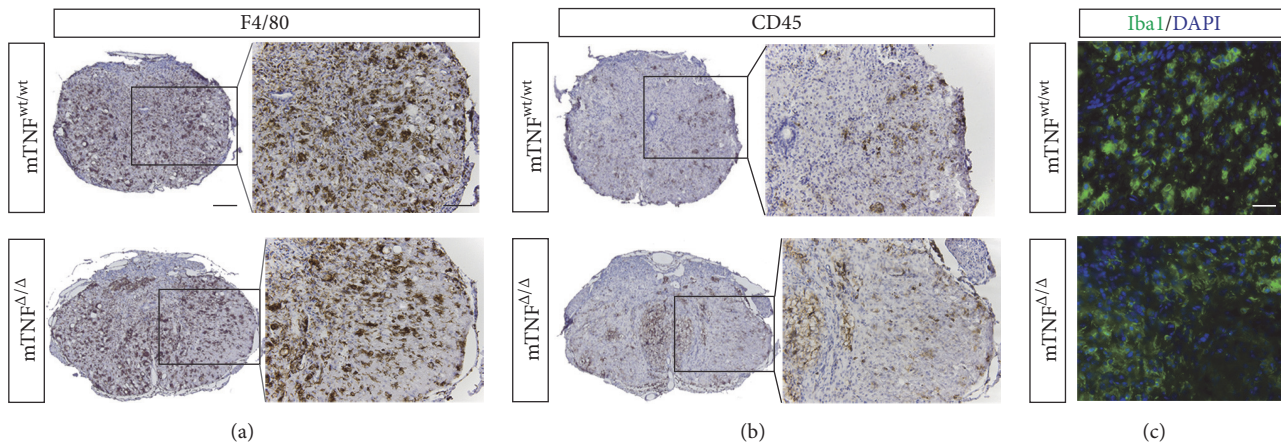 F4/80
CD45
Iba1/DAPI
mTNF^wt/wt
mTNF^wt/wt
mTNF^wt/wt
mTNF^Δ/Δ
mTNF^Δ/Δ
mTNF^Δ/Δ
(a)
(b)
(c)